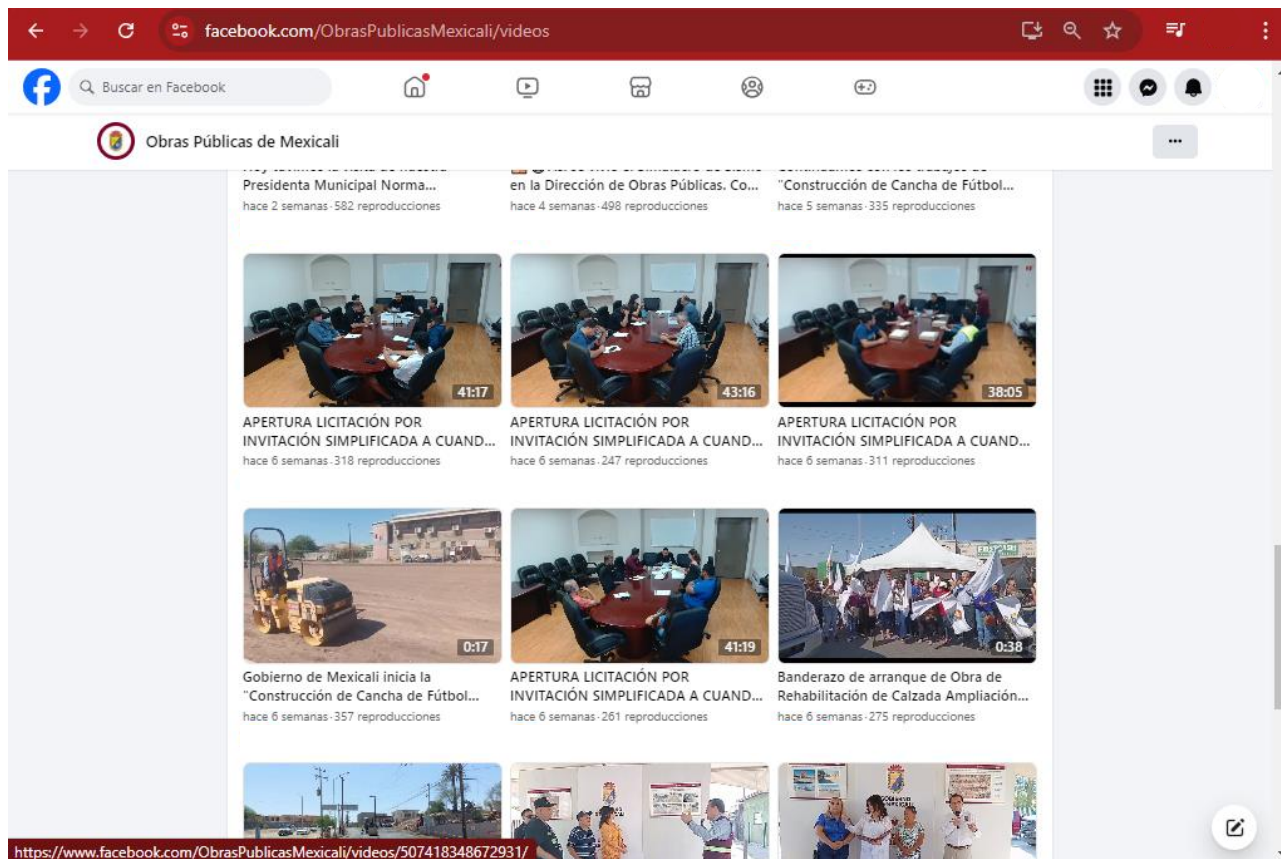 facebook.com/ObrasPublicasMexicali/videos
Buscar en Facebook
Obras Públicas de Mexicali
Presidenta Municipal Norma...
hace 2 semanas · 582 reproducciones
en la Dirección de Obras Públicas. Co...
hace 4 semanas · 498 reproducciones
"Construcción de Cancha de Fútbol...
hace 5 semanas · 335 reproducciones
41:17
APERTURA LICITACIÓN POR
INVITACIÓN SIMPLIFICADA A CUAND...
hace 6 semanas · 318 reproducciones
43:16
APERTURA LICITACIÓN POR
INVITACIÓN SIMPLIFICADA A CUAND...
hace 6 semanas · 247 reproducciones
38:05
APERTURA LICITACIÓN POR
INVITACIÓN SIMPLIFICADA A CUAND...
hace 6 semanas · 311 reproducciones
0:17
Gobierno de Mexicali inicia la
"Construcción de Cancha de Fútbol...
hace 6 semanas · 357 reproducciones
41:19
APERTURA LICITACIÓN POR
INVITACIÓN SIMPLIFICADA A CUAND...
hace 6 semanas · 261 reproducciones
0:38
Banderazo de arranque de Obra de
Rehabilitación de Calzada Ampliación...
hace 6 semanas · 275 reproducciones
https://www.facebook.com/ObrasPublicasMexicali/videos/507418348672931/